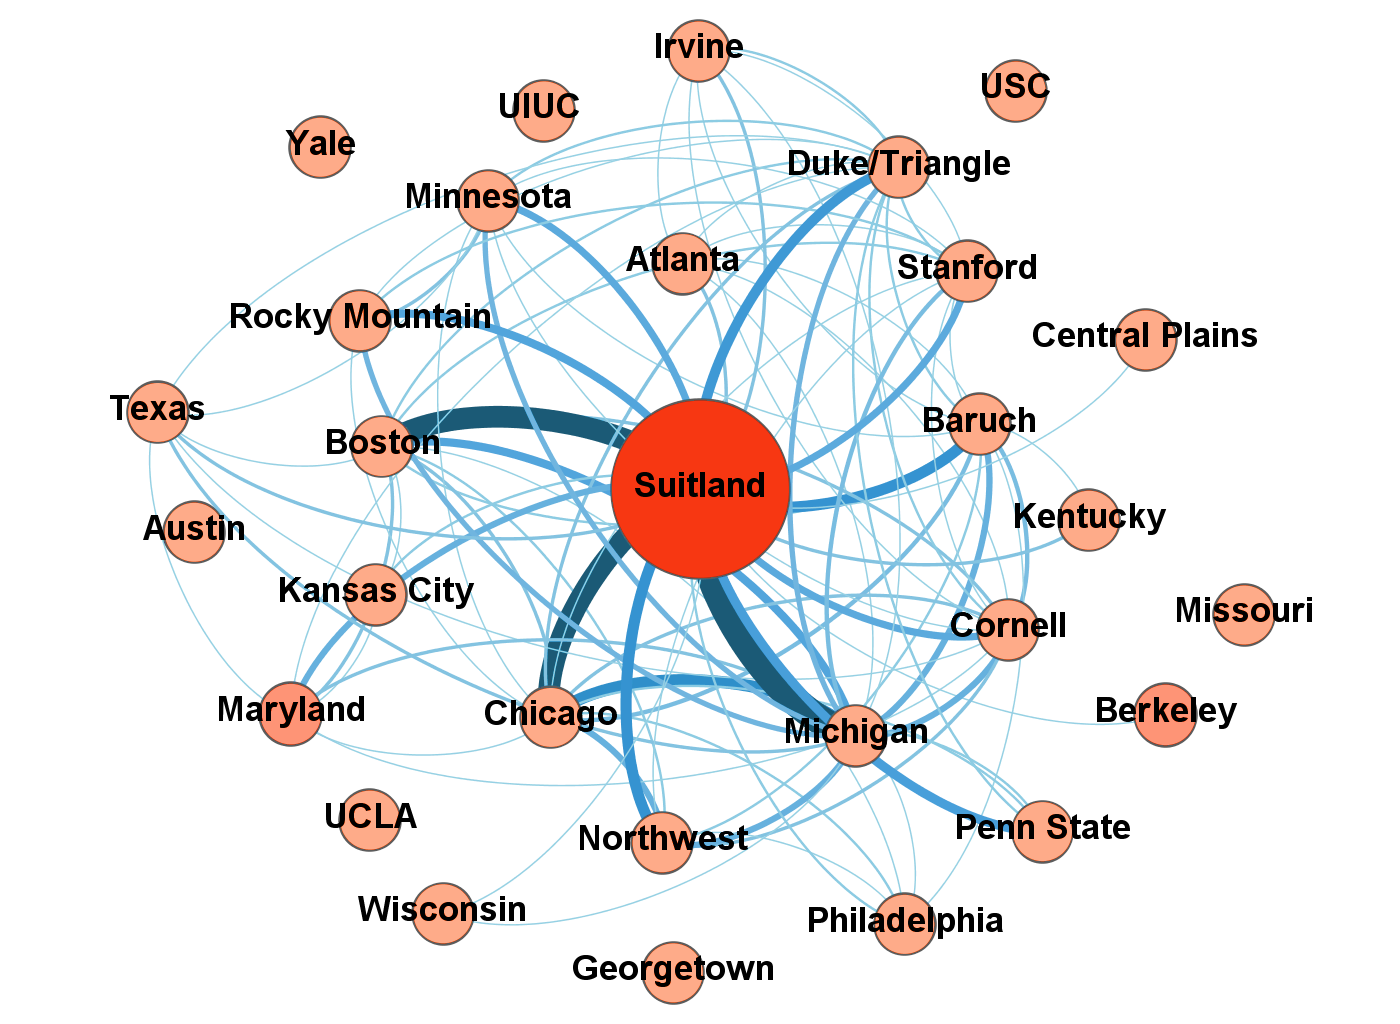 Irvine
USC
UIUC
Yale
Duke/Triangle
Minnesota
Atlanta
Stanford
Rocky Mountain
Central Plains
Texas
Baruch
Boston
Suitland
Kentucky
Austin
Kansas City
Missouri
Cornell
Maryland
Chicago
Berkeley
Michigan
UCLA
Penn State
Northwest
Wisconsin
Philadelphia
Georgetown